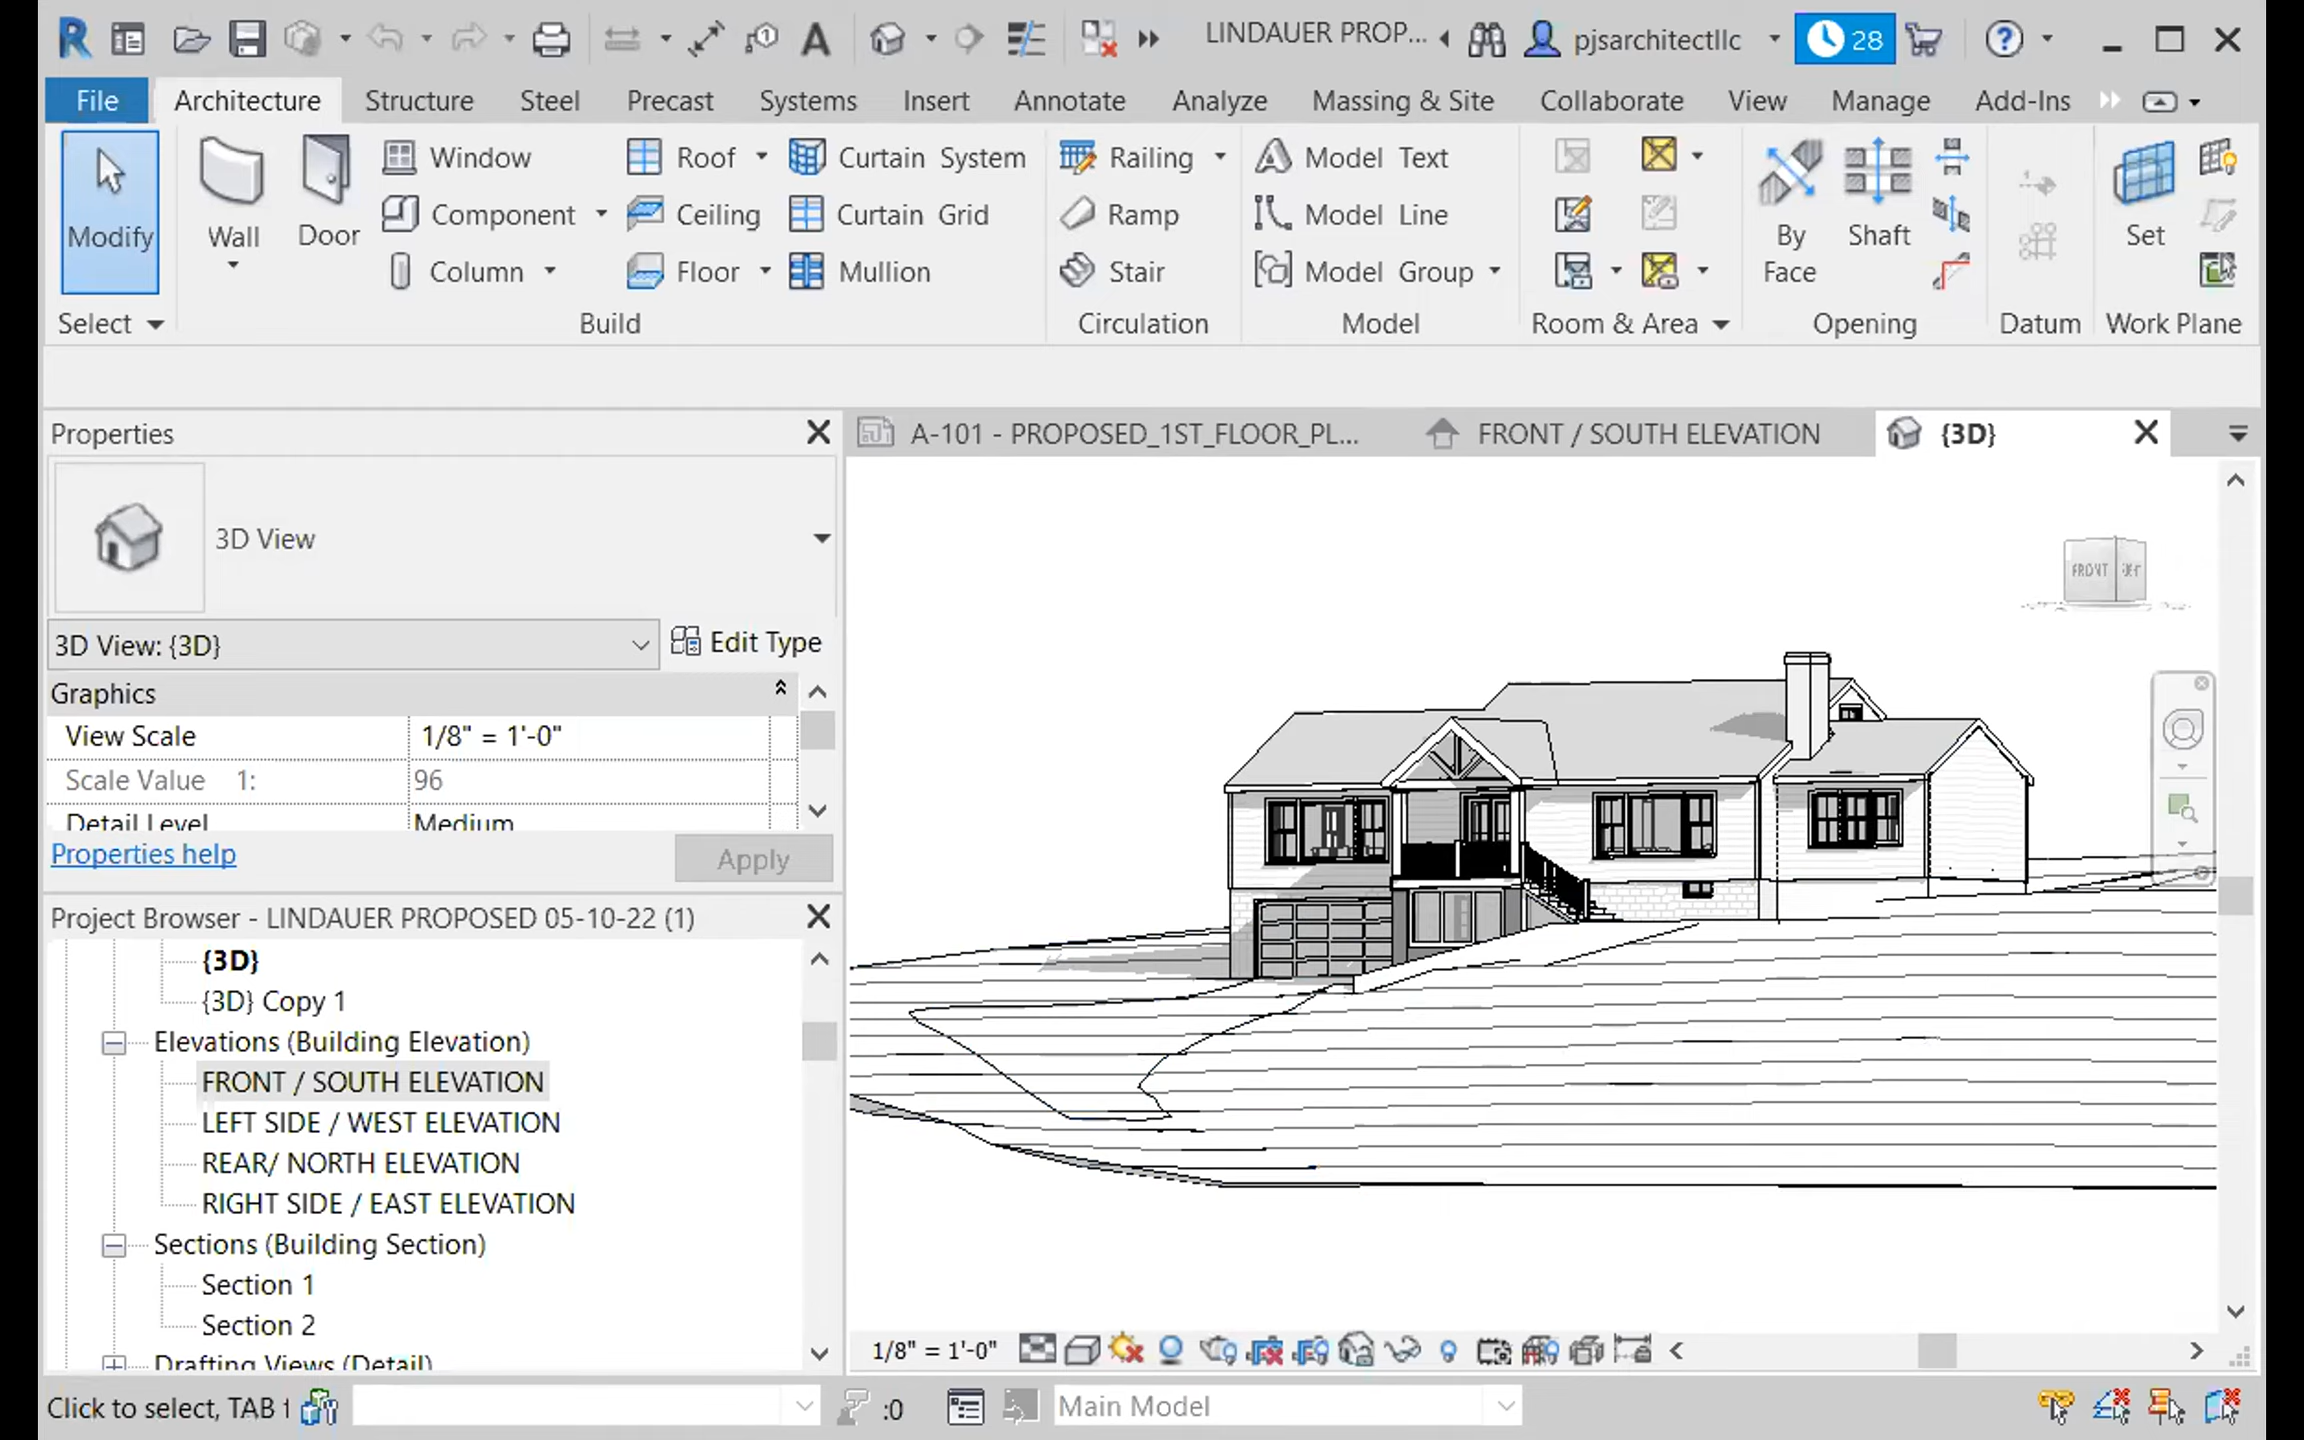 LINDAUER PROP...
pjsarchitectllc
28
File Architecture Structure Steel Precast Systems Insert Annotate Analyze Massing & Site Collaborate View Manage Add-Ins
Modify
Wall
Door
Window
Component
Column
Roof
Ceiling
Floor
Curtain System
Curtain Grid
Mullion
Railing
Ramp
Stair
Model Text
Model Line
Model Group
By
Face
Shaft
Set
Select
Build
Circulation
Model
Room & Area
Opening
Datum
Work Plane
Properties
3D View
3D View: {3D}
Edit Type
Graphics
View Scale 1/8" = 1'-0"
Scale Value 1: 96
Detail Level Medium
Properties help
Apply
Project Browser - LINDAUER PROPOSED 05-10-22 (1)
{3D}
{3D} Copy 1
Elevations (Building Elevation)
FRONT / SOUTH ELEVATION
LEFT SIDE / WEST ELEVATION
REAR/ NORTH ELEVATION
RIGHT SIDE / EAST ELEVATION
Sections (Building Section)
Section 1
Section 2
Drafting Views (Detail)
A-101 - PROPOSED_1ST_FLOOR_PL...
FRONT / SOUTH ELEVATION
{3D}
FRONT
1/8" = 1'-0"
Click to select, TAB f
:0
Main Model